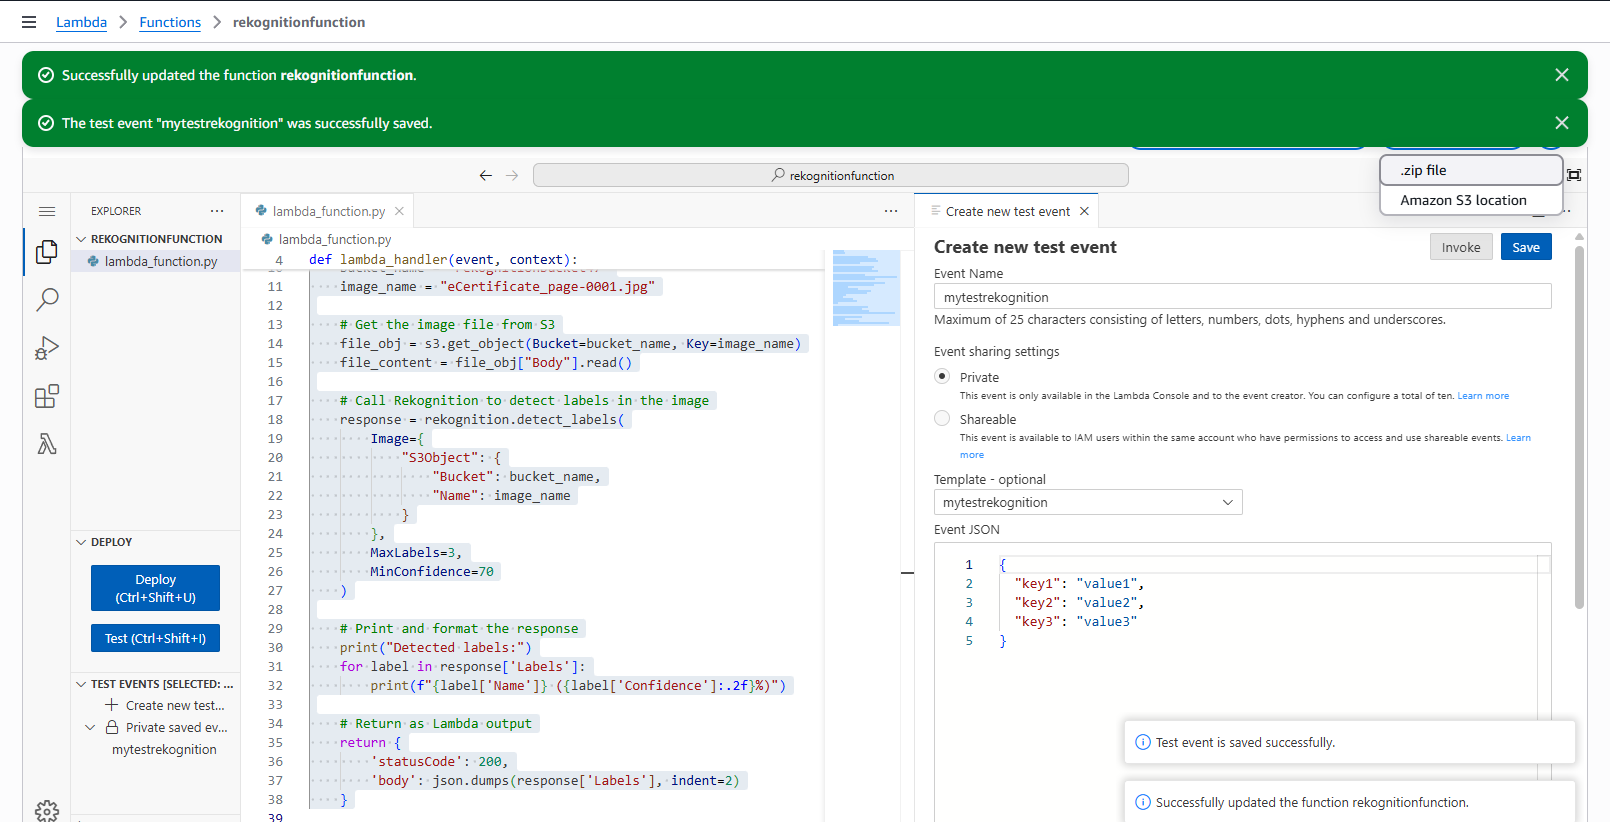 Lambda > Functions > rekognitionfunction
Successfully updated the function rekognitionfunction.
The test event "mytestrekognition" was successfully saved.
rekognitionfunction
.zip file
Amazon S3 location
EXPLORER
REKOGNITIONFUNCTION
lambda_function.py
DEPLOY
Deploy
(Ctrl+Shift+U)
Test (Ctrl+Shift+I)
TEST EVENTS [SELECTED: ...
Create new test...
Private saved ev...
mytestrekognition
lambda_function.py
lambda_function.py
4 def lambda_handler(event, context):
11 image_name = "eCertificate_page-0001.jpg"
12
13 # Get the image file from S3
14 file_obj = s3.get_object(Bucket=bucket_name, Key=image_name)
15 file_content = file_obj["Body"].read()
16
17 # Call Rekognition to detect labels in the image
18 response = rekognition.detect_labels(
19 Image={
20 "S3Object": {
21 "Bucket": bucket_name,
22 "Name": image_name
23 }
24 },
25 MaxLabels=3,
26 MinConfidence=70
27 )
28
29 # Print and format the response
30 print("Detected labels:")
31 for label in response['Labels']:
32 print(f"{label['Name']} ({label['Confidence']:.2f}%)")
33
34 # Return as Lambda output
35 return {
36 'statusCode': 200,
37 'body': json.dumps(response['Labels'], indent=2)
38 }
39
Create new test event
Create new test event
Invoke
Save
Event Name
mytestrekognition
Maximum of 25 characters consisting of letters, numbers, dots, hyphens and underscores.
Event sharing settings
Private
This event is only available in the Lambda Console and to the event creator. You can configure a total of ten. Learn more
Shareable
This event is available to IAM users within the same account who have permissions to access and use shareable events. Learn
more
Template - optional
mytestrekognition
Event JSON
1 {
2 "key1": "value1",
3 "key2": "value2",
4 "key3": "value3"
5 }
Test event is saved successfully.
Successfully updated the function rekognitionfunction.